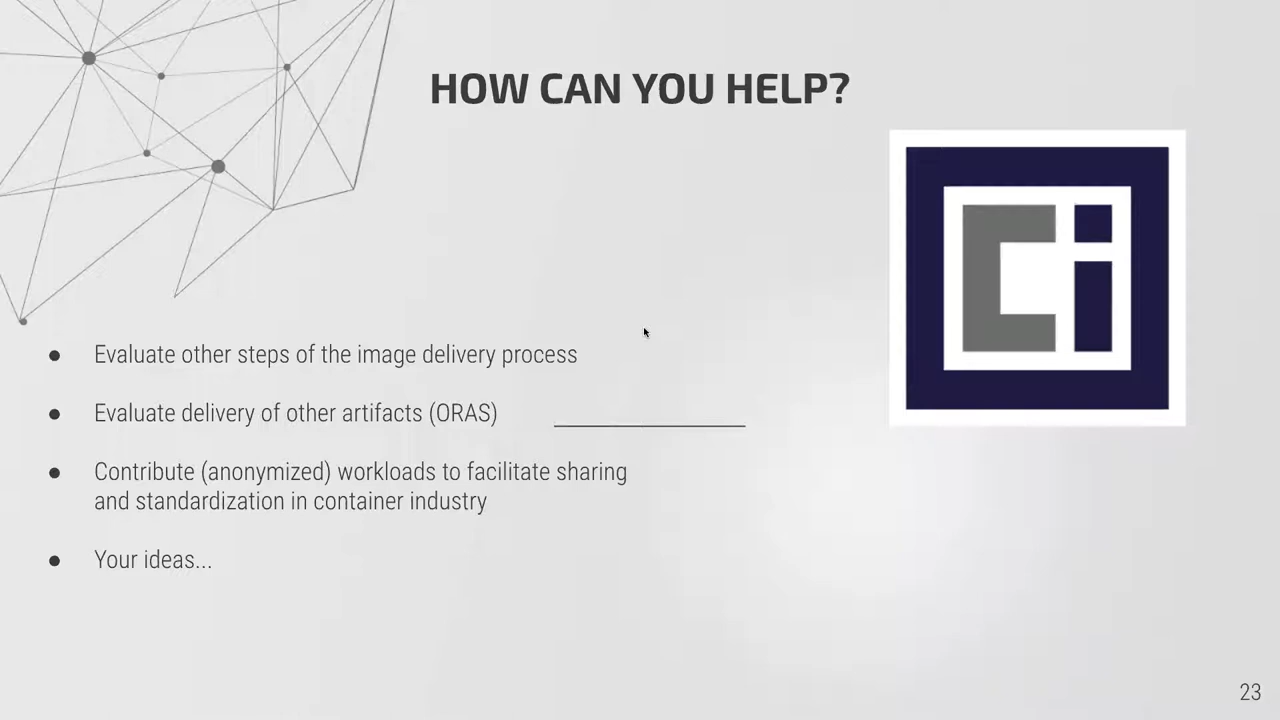 HOW CAN YOU HELP?
Ci
● Evaluate other steps of the image delivery process
● Evaluate delivery of other artifacts (ORAS)
● Contribute (anonymized) workloads to facilitate sharing
and standardization in container industry
● Your ideas...
23